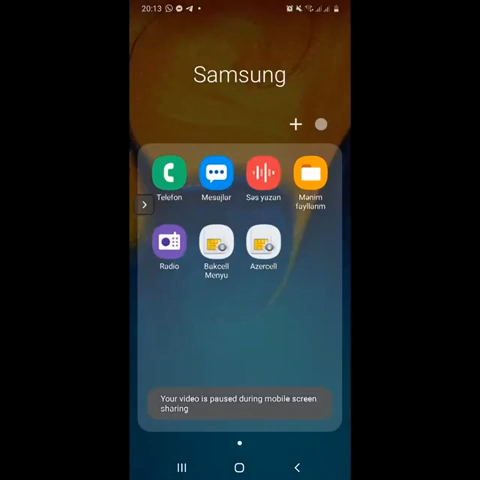 20:13
Samsung
Telefon
Mesajlar
Səs yazan
Mənim
fayllarım
Radio
Bakcell
Menyu
Azercell
Your video is paused during mobile screen
sharing